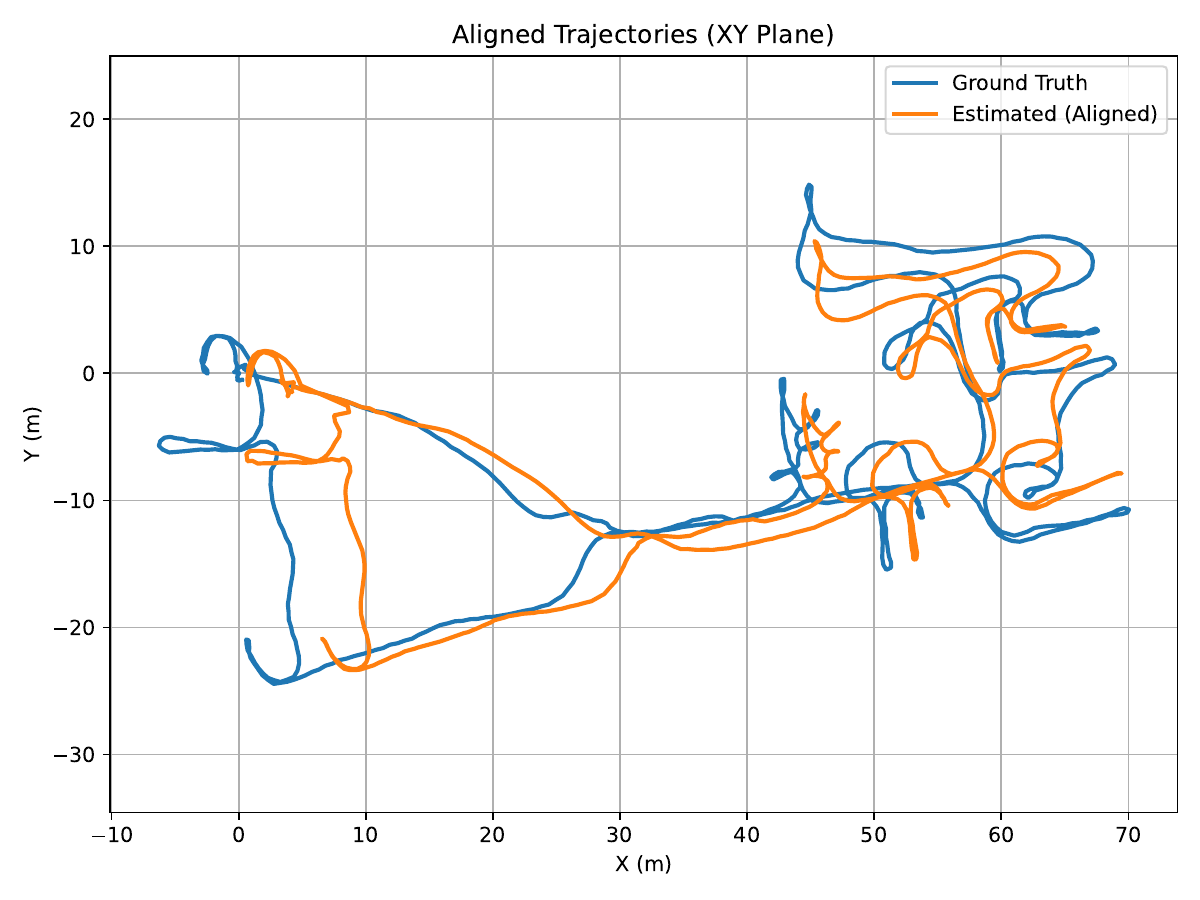 Aligned Trajectories (XY Plane)
Ground Truth
Estimated (Aligned)
20
10
0
−10
−20
−30
Y (m)
−10 0 10 20 30 40 50 60 70
X (m)